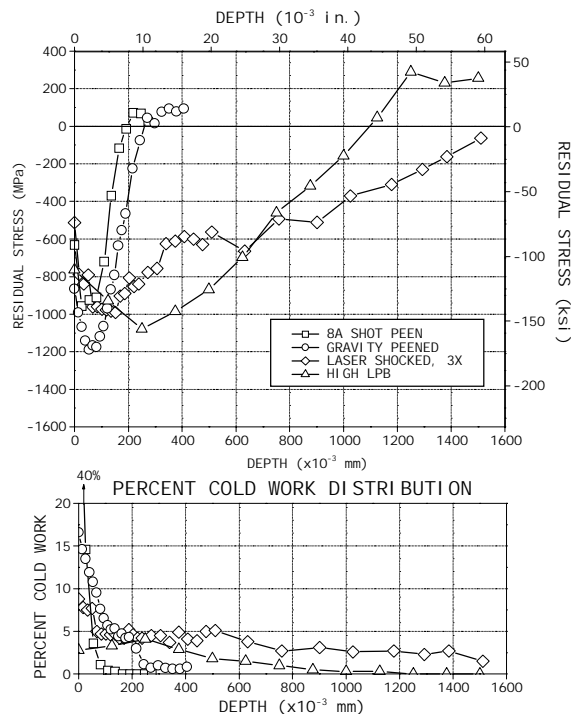 DEPTH (10-3 in.)
0 10 20 30 40 50 60
400
200
0
-200
-400
-600
-800
-1000
-1200
-1400
-1600
RESIDUAL STRESS (MPa)
50
0
-50
-100
-150
-200
RESIDUAL STRESS (ksi)
8A SHOT PEEN
GRAVITY PEENED
LASER SHOCKED, 3X
HIGH LPB
0 200 400 600 800 1000 1200 1400 1600
DEPTH (x10-3 mm)
40%
PERCENT COLD WORK DISTRIBUTION
20
15
10
5
0
PERCENT COLD WORK
0 200 400 600 800 1000 1200 1400 1600
DEPTH (x10-3 mm)